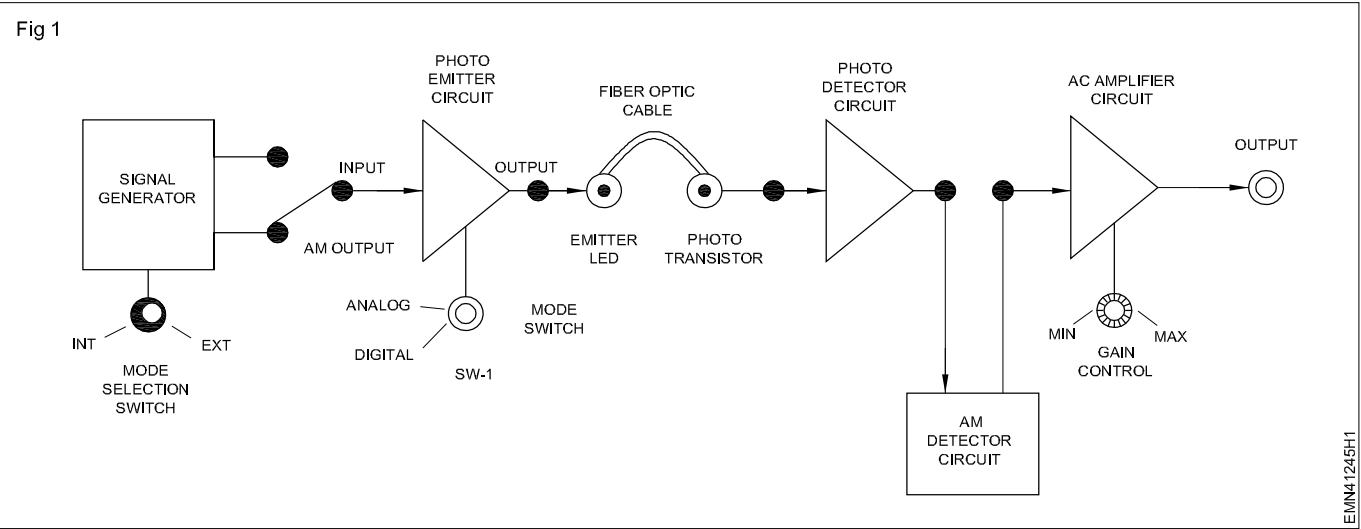 Fig 1
SIGNAL
GENERATOR
INT
EXT
MODE
SELECTION
SWITCH
INPUT
AM OUTPUT
PHOTO
EMITTER
CIRCUIT
OUTPUT
ANALOG
DIGITAL
MODE
SWITCH
SW-1
FIBER OPTIC
CABLE
EMITTER
LED
PHOTO
TRANSISTOR
PHOTO
DETECTOR
CIRCUIT
AM
DETECTOR
CIRCUIT
AC AMPLIFIER
CIRCUIT
MIN
MAX
GAIN
CONTROL
OUTPUT
EMN41245H1